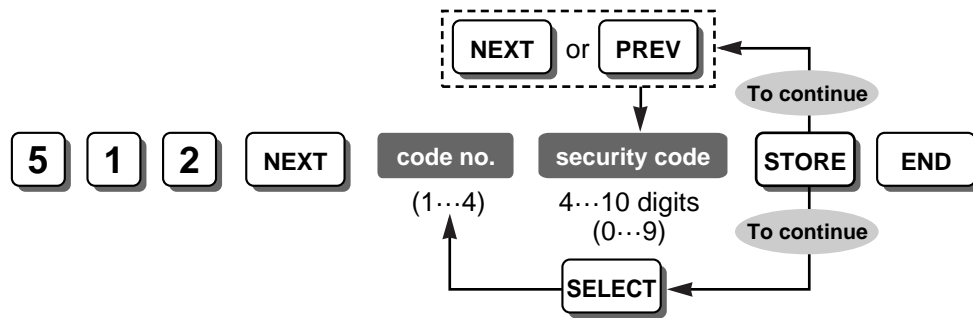 NEXT or PREV
To continue
5 1 2 NEXT code no. security code STORE END
(1···4) 4···10 digits
(0···9)
To continue
SELECT